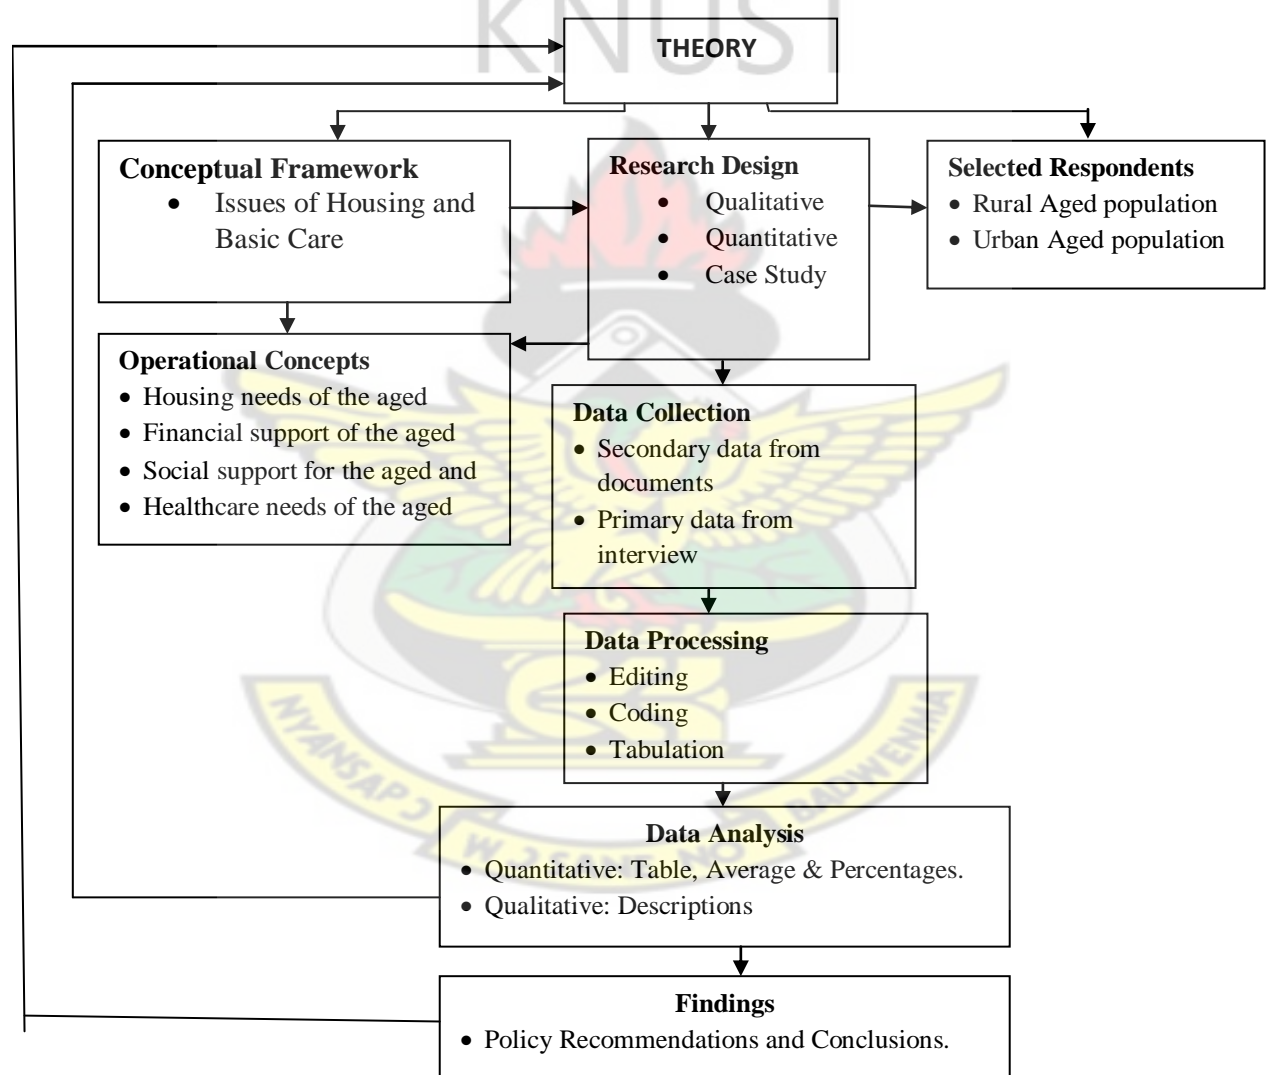 KNUST
THEORY
Conceptual Framework
• Issues of Housing and
Basic Care
Research Design
• Qualitative
• Quantitative
• Case Study
Selected Respondents
• Rural Aged population
• Urban Aged population
Operational Concepts
• Housing needs of the aged
• Financial support of the aged
• Social support for the aged and
• Healthcare needs of the aged
Data Collection
• Secondary data from
documents
• Primary data from
interview
Data Processing
• Editing
• Coding
• Tabulation
NYANSAPƆ
BADWENMA
Data Analysis
• Quantitative: Table, Average & Percentages.
• Qualitative: Descriptions
Findings
• Policy Recommendations and Conclusions.